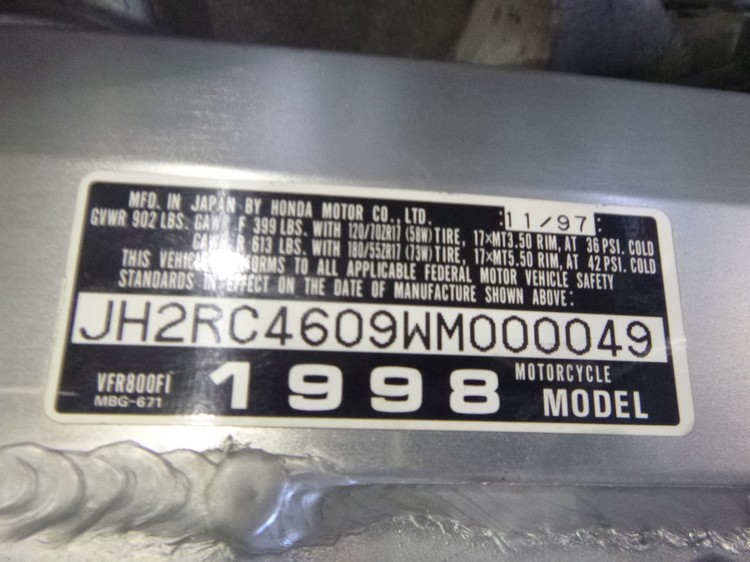 MFD. IN JAPAN BY HONDA MOTOR CO., LTD. 11/97
GVWR 902 LBS. GAWR F 399 LBS. WITH 120/70ZR17 (58W) TIRE, 17×MT3.50 RIM, AT 36 PSI. COLD
R 613 LBS. WITH 180/55ZR17 (73W) TIRE, 17×MT5.50 RIM, AT 42 PSI. COLD
THIS VEHICLE CONFORMS TO ALL APPLICABLE FEDERAL MOTOR VEHICLE SAFETY
STANDARDS IN EFFECT ON THE DATE OF MANUFACTURE SHOWN ABOVE:
JH2RC4609WM000049
VFR800FI 1998 MOTORCYCLE
MBG-671 MODEL